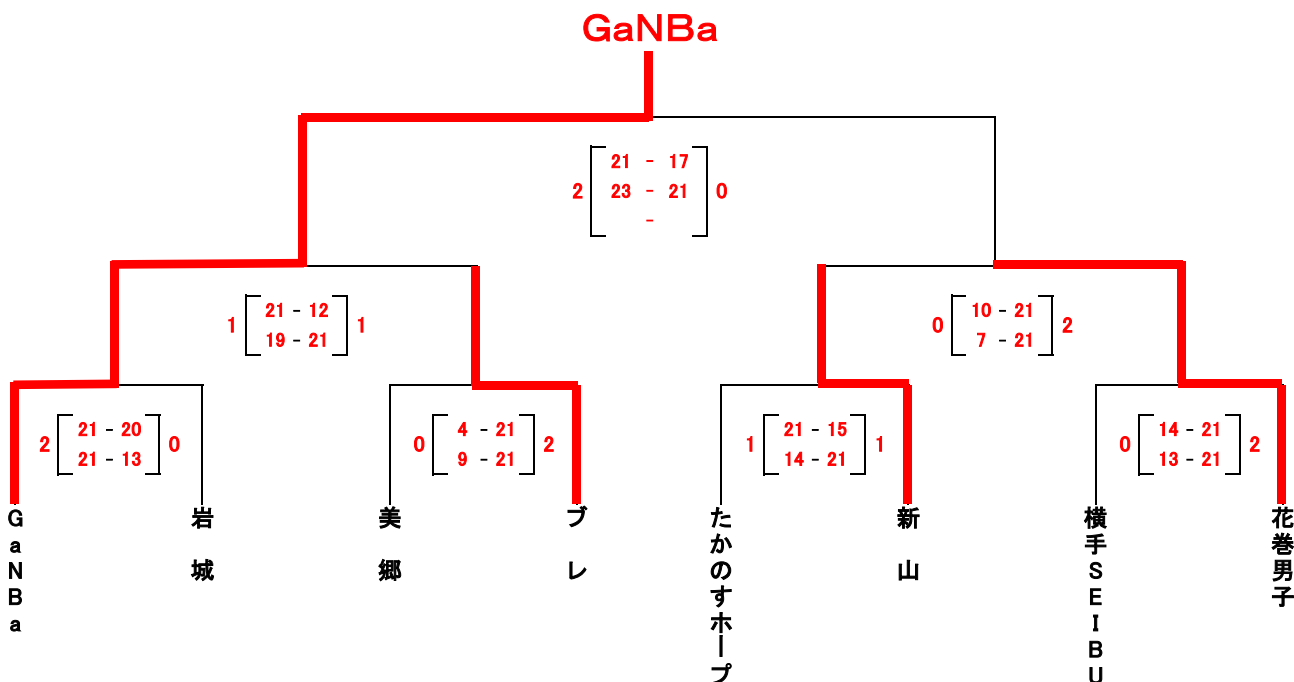 GaNBa
21 - 17
2 23 - 21 0
-
21 - 12
1 1
19 - 21
10 - 21
0 2
7 - 21
21 - 20
2 0
21 - 13
4 - 21
0 2
9 - 21
21 - 15
1 1
14 - 21
14 - 21
0 2
13 - 21
GaNBa
岩城
美郷
ブレ
たかのすホープ
新山
横手SEIBU
花巻男子